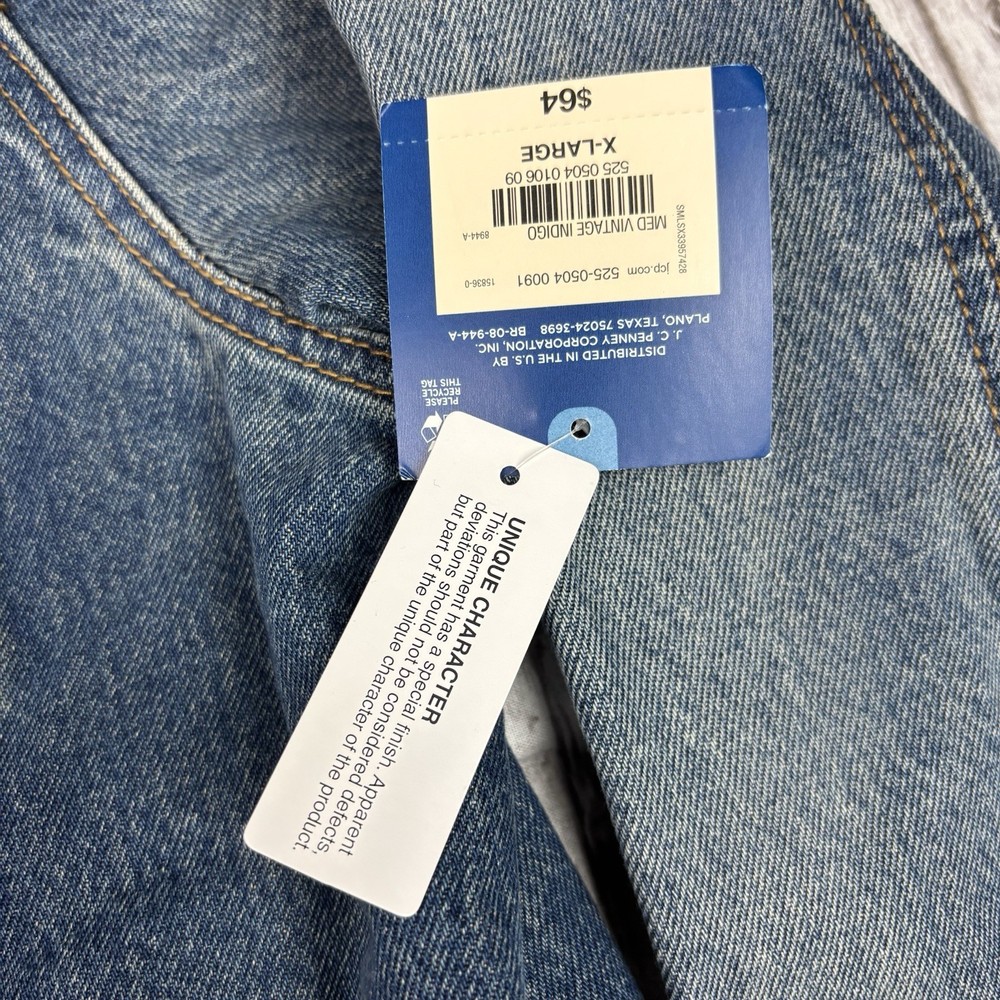 PLEASE
RECYCLE
THIS TAG
DISTRIBUTED IN THE U.S. BY
J. C. PENNEY CORPORATION, INC.
PLANO, TEXAS 75024-3698 BR-08-944-A
jcp.com 525-0504 0091 15836-0
MED VINTAGE INDIGO 8944-A
SMLSX33957428
525 0504 0106 09
X-LARGE
$64
UNIQUE CHARACTER
This garment has a special finish. Apparent
deviations should not be considered defects,
but part of the unique character of the product.